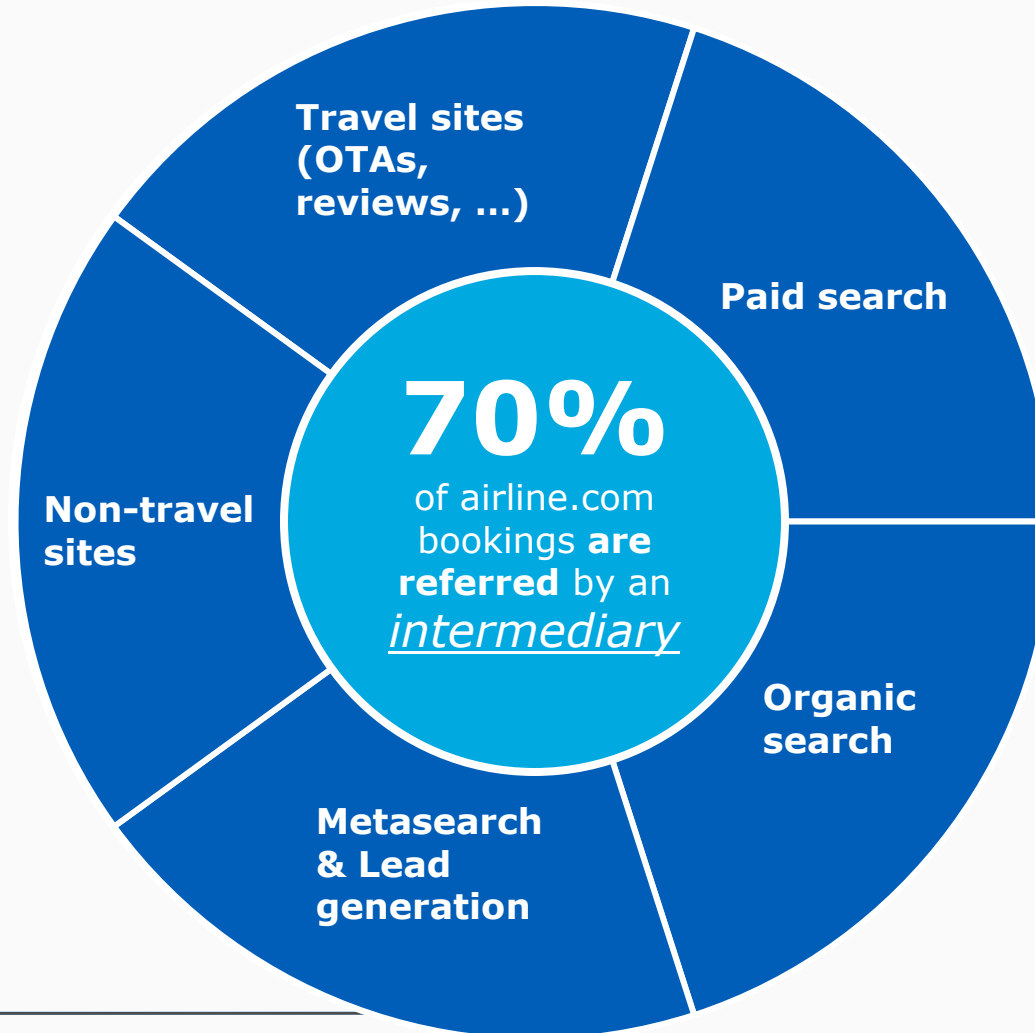 Travel sites
(OTAs,
reviews, ...)
Paid search
70%
of airline.com
bookings are
referred by an
intermediary
Non-travel
sites
Organic
search
Metasearch
& Lead
generation